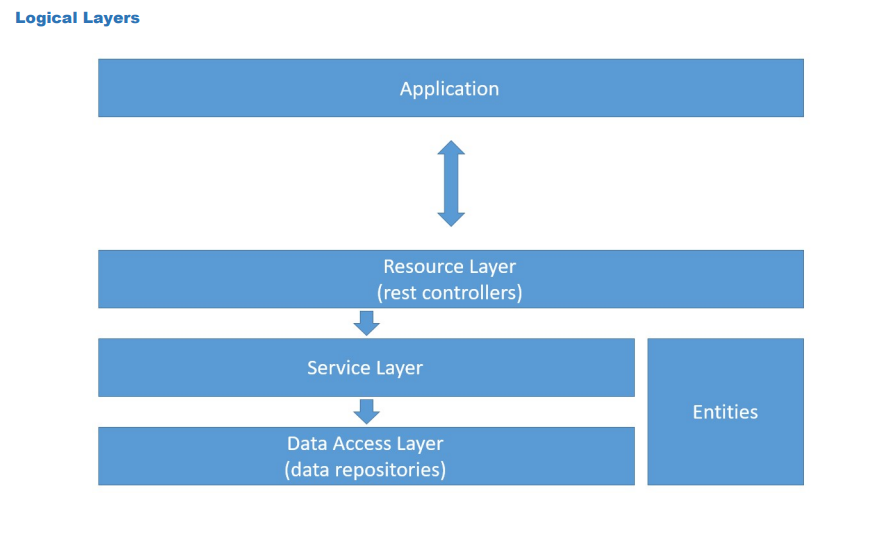 Logical Layers
Application
Resource Layer
(rest controllers)
Service Layer
Entities
Data Access Layer
(data repositories)